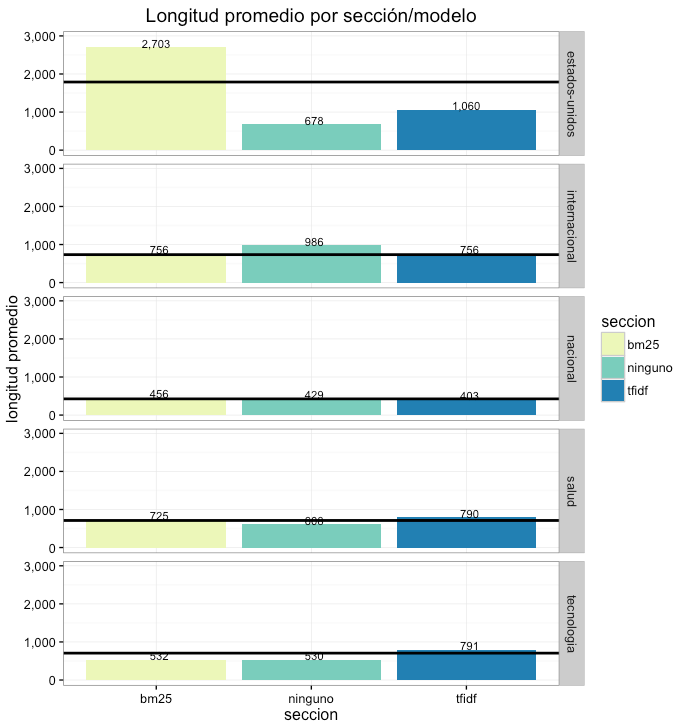 Longitud promedio por sección/modelo
longitud promedio
3,000
2,000
1,000
0
2,703
678
1,060
estados-unidos
3,000
2,000
1,000
0
756
986
756
internacional
3,000
2,000
1,000
0
456
429
403
nacional
3,000
2,000
1,000
0
725
790
salud
3,000
2,000
1,000
0
532
530
791
tecnologia
bm25
ninguno
tfidf
seccion
seccion
bm25
ninguno
tfidf